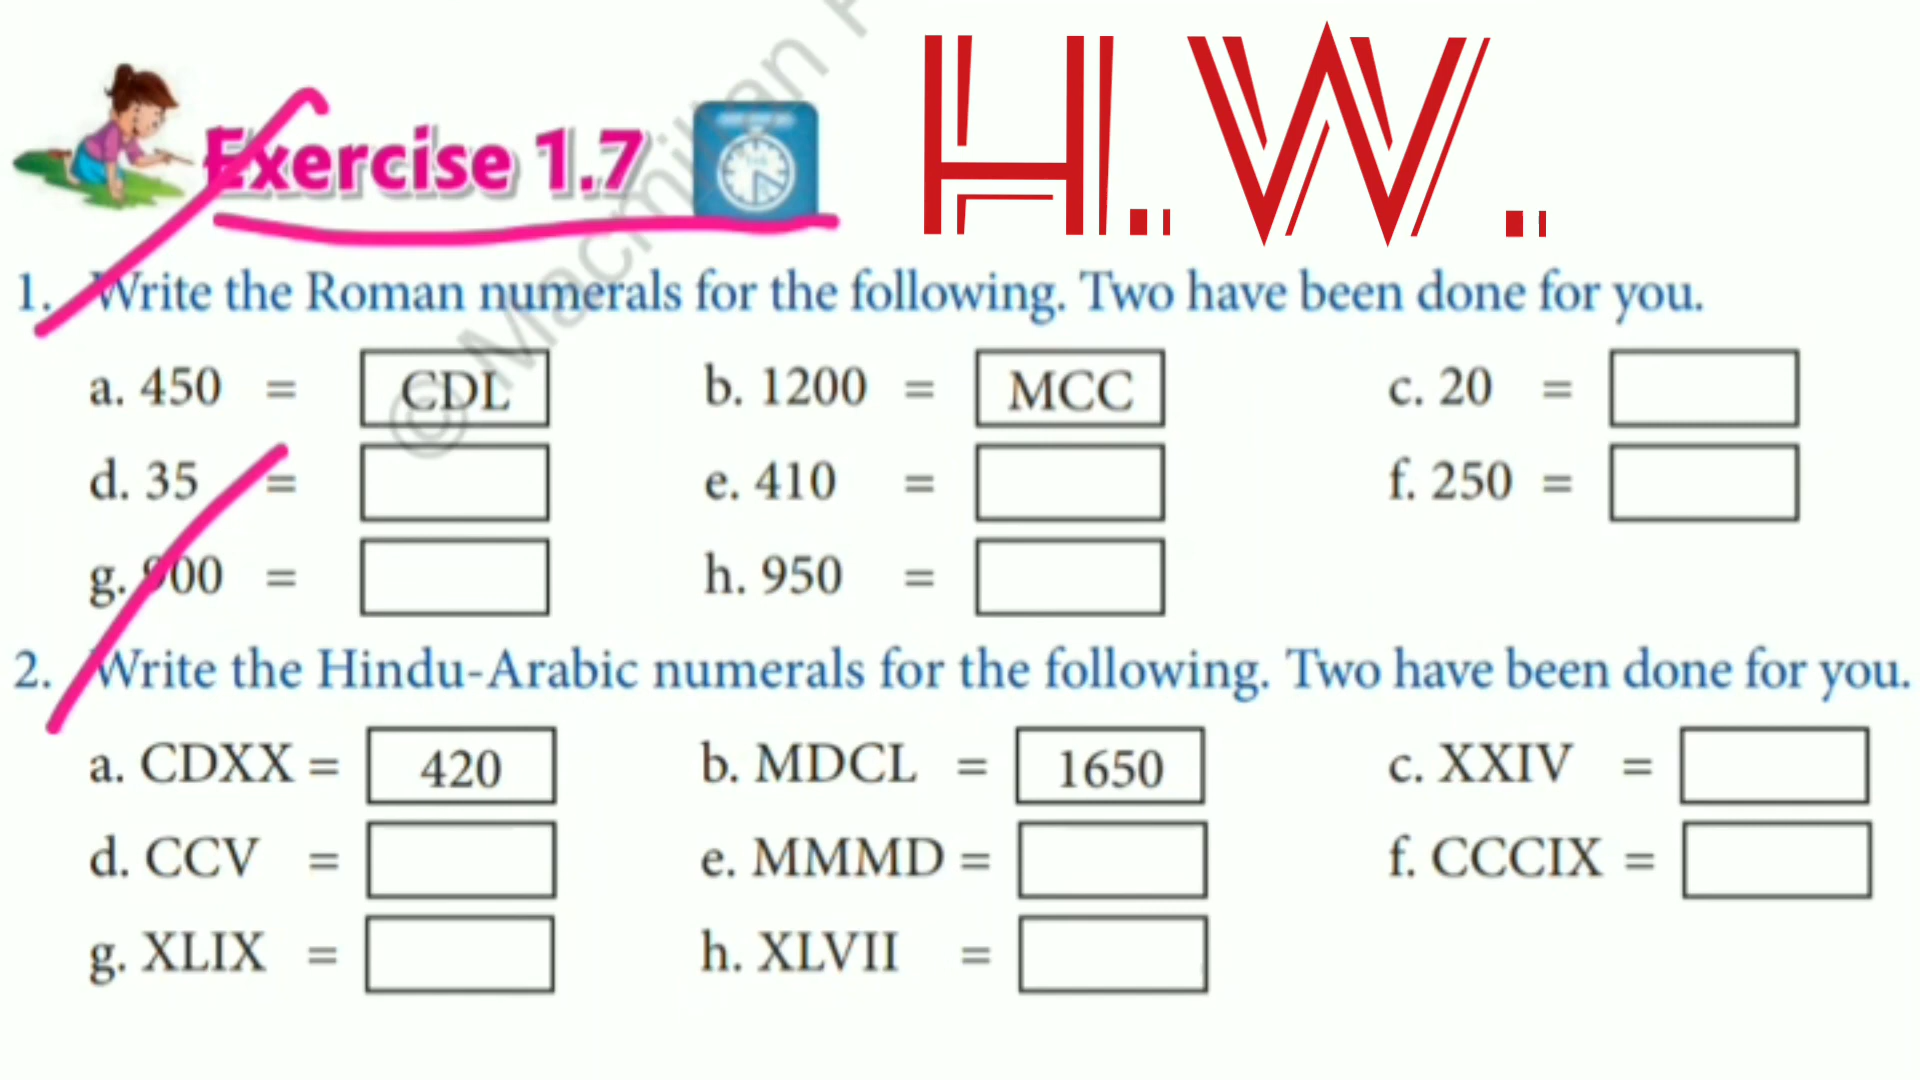 H.W.
Exercise 1.7
© Macmillan
1. Write the Roman numerals for the following. Two have been done for you.
a. 450 = CDL b. 1200 = MCC c. 20 =
d. 35 = e. 410 = f. 250 =
g. 900 = h. 950 =
2. Write the Hindu-Arabic numerals for the following. Two have been done for you.
a. CDXX = 420 b. MDCL = 1650 c. XXIV =
d. CCV = e. MMMD = f. CCCIX =
g. XLIX = h. XLVII =